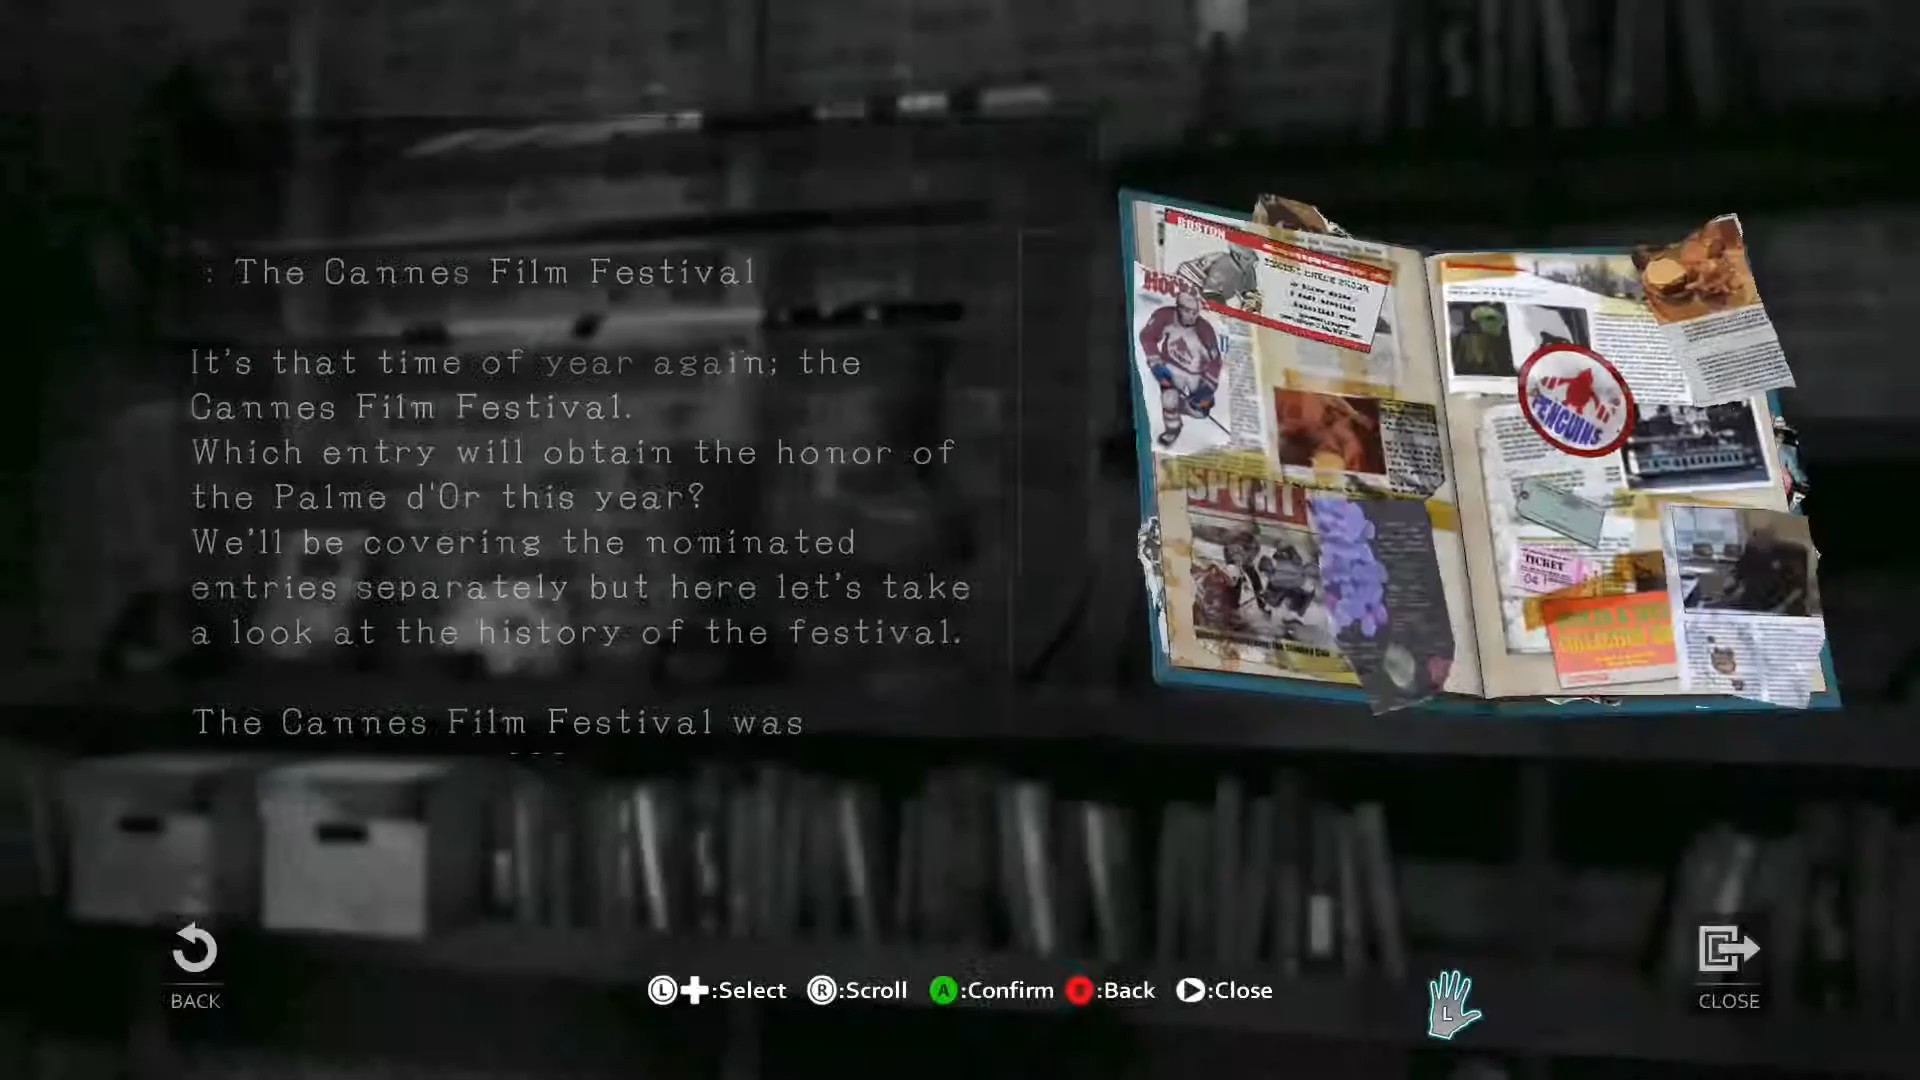 : The Cannes Film Festival
It's that time of year again; the
Cannes Film Festival.
Which entry will obtain the honor of
the Palme d'Or this year?
We'll be covering the nominated
entries separately but here let's take
a look at the history of the festival.
The Cannes Film Festival was
BOSTON
HOCKEY
SPORT
PENGUINS
TICKET
04
BACK
L :Select R :Scroll A :Confirm B :Back :Close
L
CLOSE